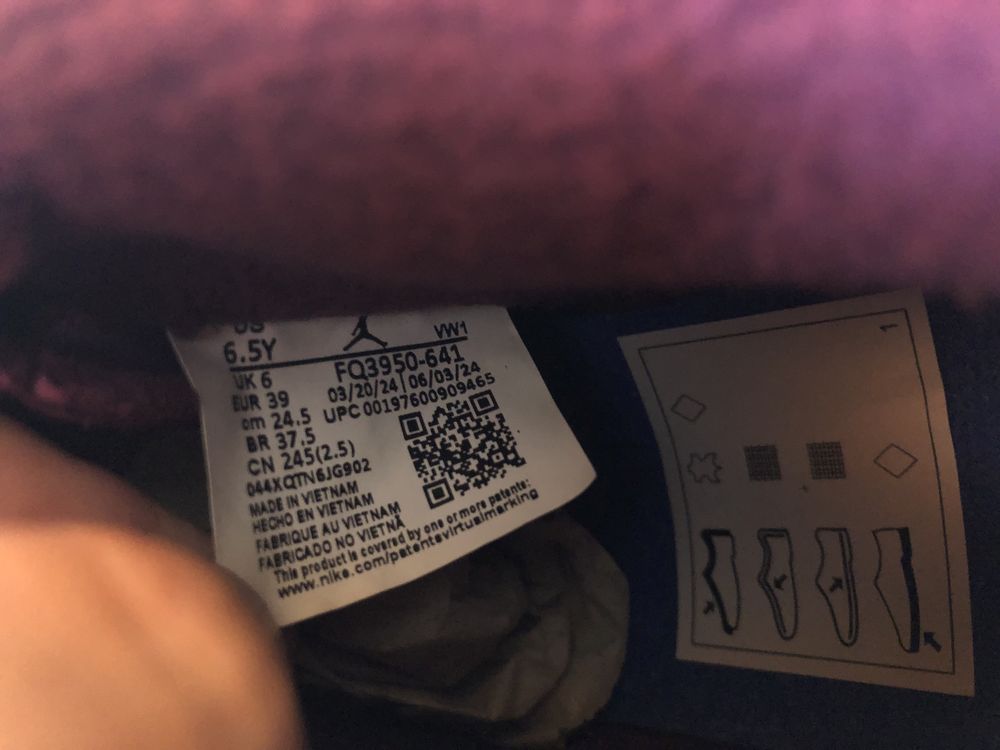 US
6.5Y
VW1
UK 6
FQ3950-641
EUR 39
03/20/24 | 06/03/24
cm 24.5
UPC 00197600909465
BR 37,5
CN 245(2.5)
044XQTN6JG902
MADE IN VIETNAM
HECHO EN VIETNAM
FABRIQUE AU VIETNAM
FABRICADO NO VIETNÃ
This product is covered by one or more patents:
www.nike.com/patentsvirtualmarking
1